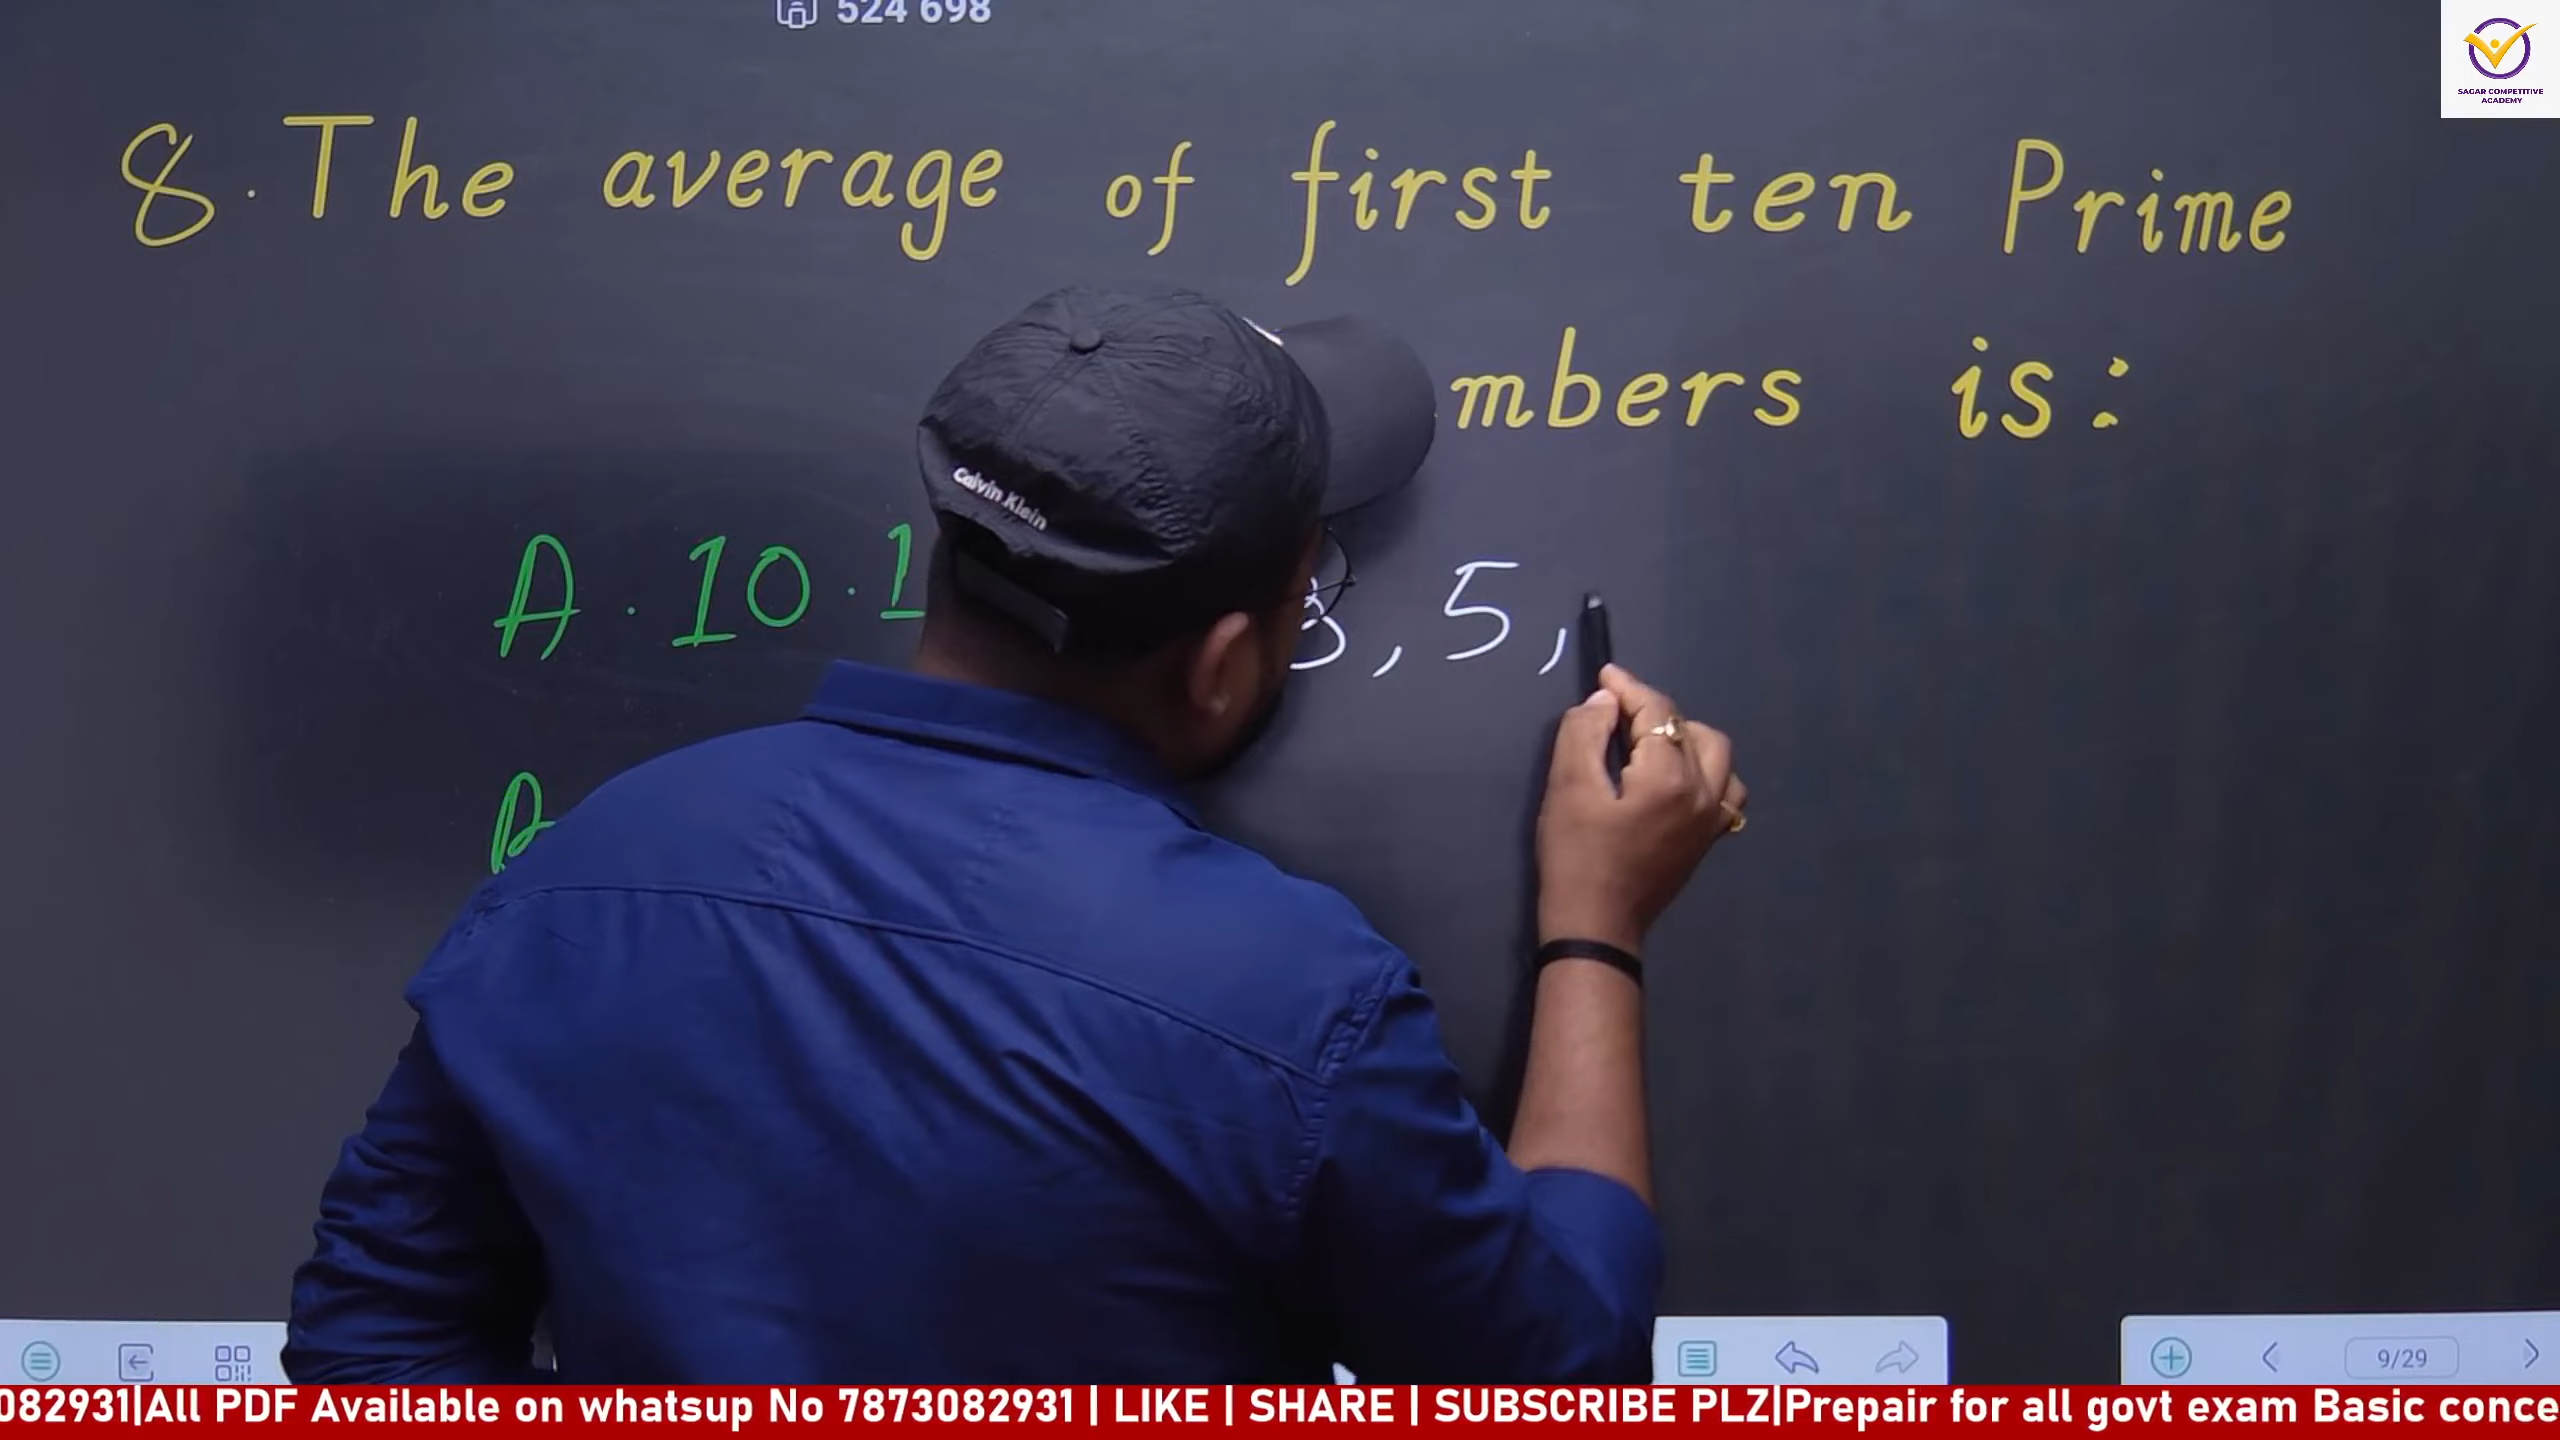 524 698
SAGAR COMPETITIVE
ACADEMY
8. The average of first ten Prime
mbers is:
A. 10.1
3, 5,
Calvin Klein
9/29
082931|All PDF Available on whatsup No 7873082931 | LIKE | SHARE | SUBSCRIBE PLZ|Prepair for all govt exam Basic conce